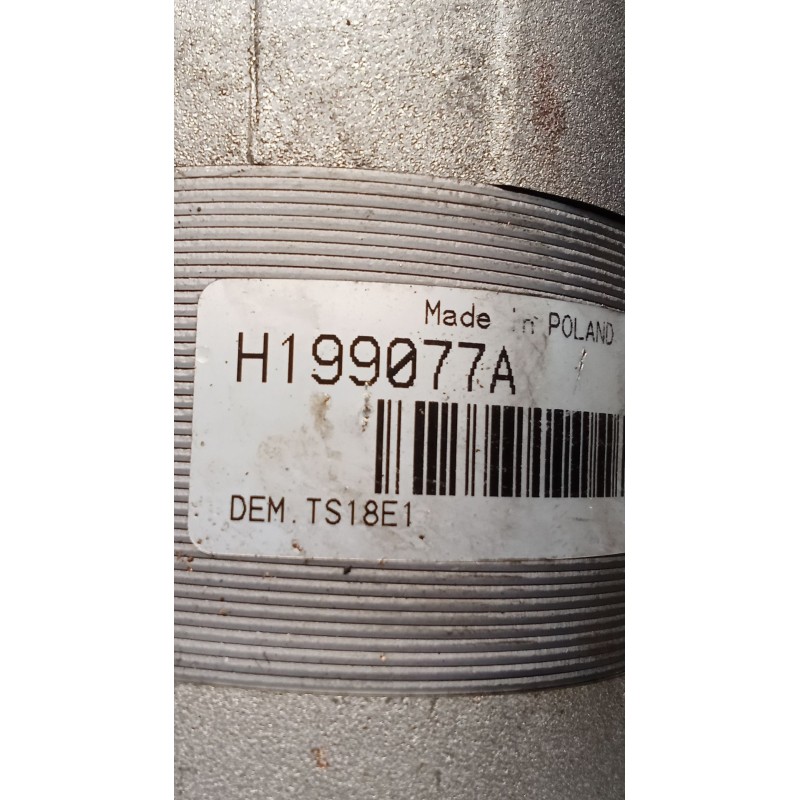 Made in POLAND
H199077A
DEM. TS18E1